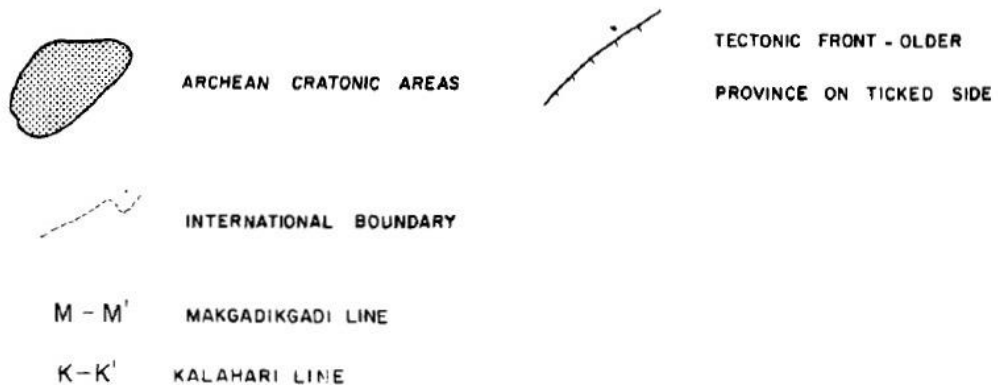 ARCHEAN CRATONIC AREAS
TECTONIC FRONT - OLDER
PROVINCE ON TICKED SIDE
INTERNATIONAL BOUNDARY
M - M' MAKGADIKGADI LINE
K-K' KALAHARI LINE